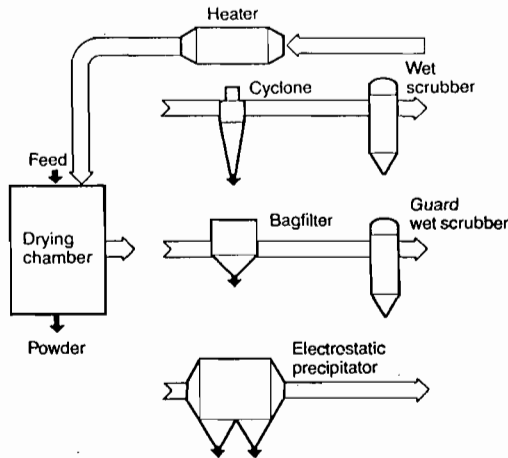 Heater
Cyclone
Wet
scrubber
Feed
Drying
chamber
Bagfilter
Guard
wet scrubber
Powder
Electrostatic
precipitator